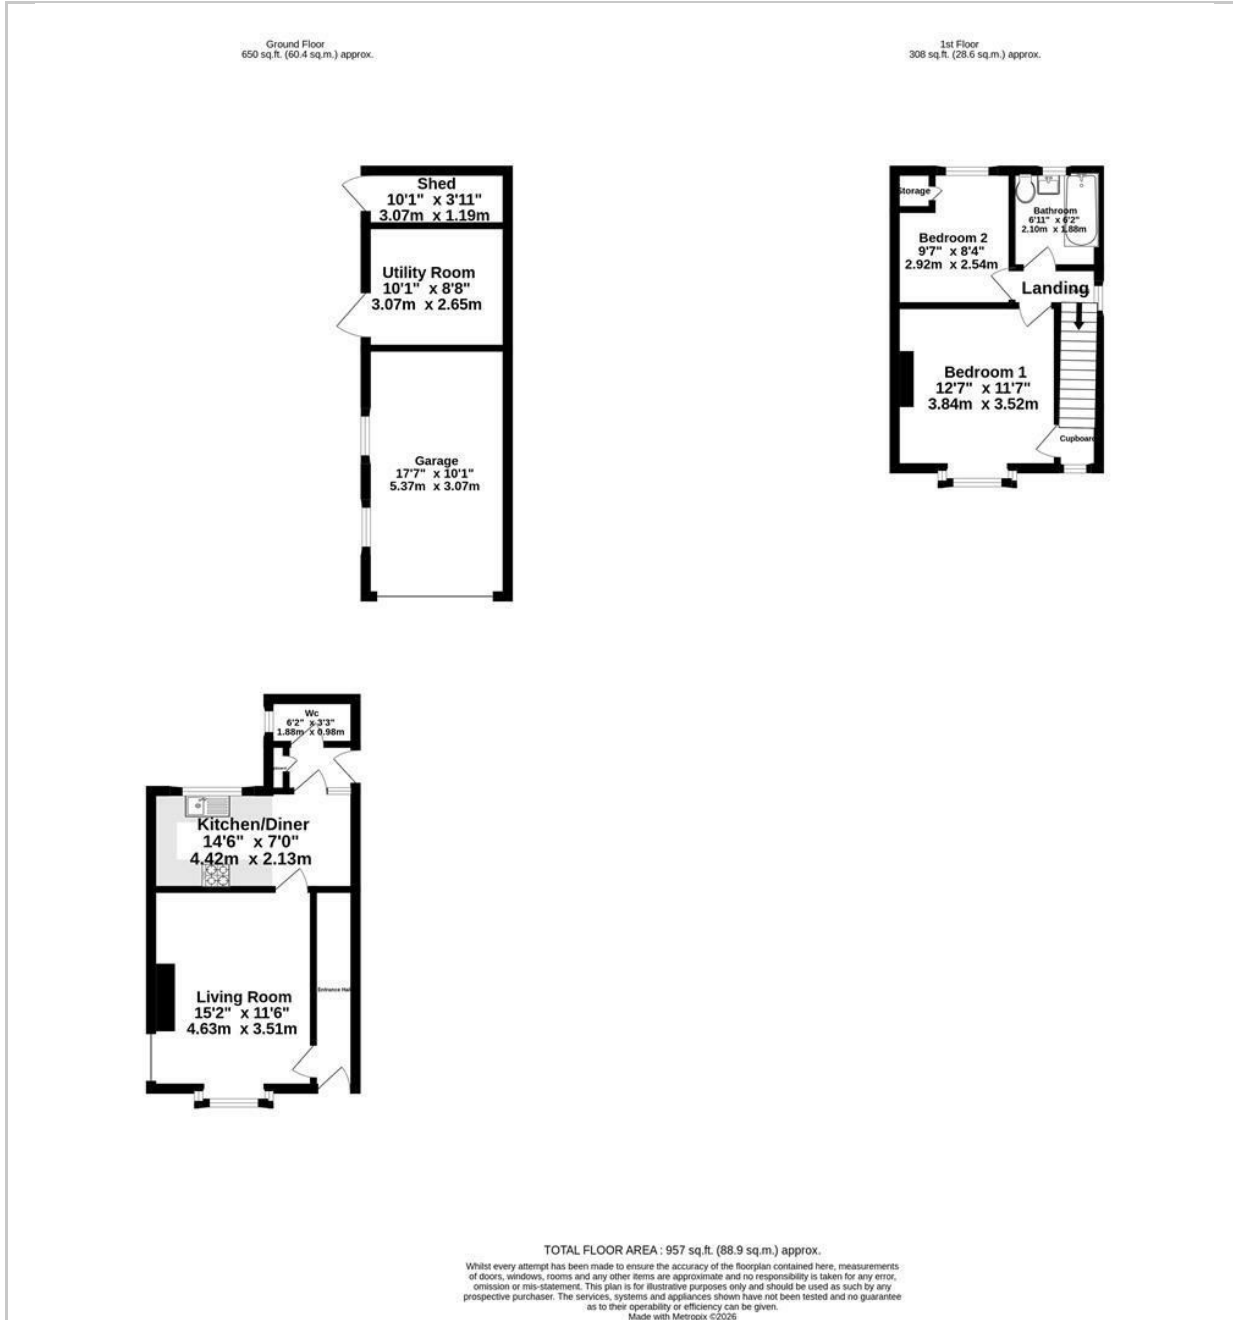 Ground Floor
650 sq.ft. (60.4 sq.m.) approx.
1st Floor
308 sq.ft. (28.6 sq.m.) approx.
Shed
10'1" x 3'11"
3.07m x 1.19m
Utility Room
10'1" x 8'8"
3.07m x 2.65m
Garage
17'7" x 10'1"
5.37m x 3.07m
Storage
Bathroom
6'11" x 6'2"
2.10m x 1.88m
Bedroom 2
9'7" x 8'4"
2.92m x 2.54m
Landing
Bedroom 1
12'7" x 11'7"
3.84m x 3.52m
Cupboard
Wc
6'2" x 3'3"
1.88m x 0.98m
Kitchen/Diner
14'6" x 7'0"
4.42m x 2.13m
Entrance Hall
Living Room
15'2" x 11'6"
4.63m x 3.51m
TOTAL FLOOR AREA : 957 sq.ft. (88.9 sq.m.) approx.
Whilst every attempt has been made to ensure the accuracy of the floorplan contained here, measurements
of doors, windows, rooms and any other items are approximate and no responsibility is taken for any error,
omission or mis-statement. This plan is for illustrative purposes only and should be used as such by any
prospective purchaser. The services, systems and appliances shown have not been tested and no guarantee
as to their operability or efficiency can be given.
Made with Metropix ©2026